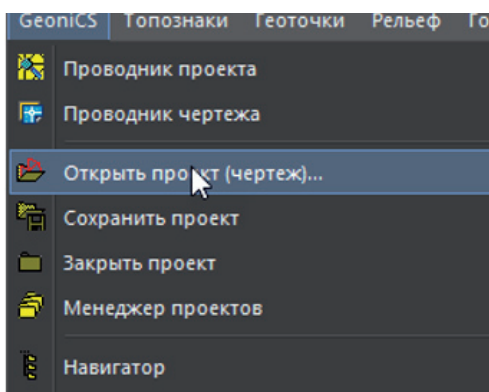 GeoniCS Топознаки Геоточки Рельеф
Проводник проекта
Проводник чертежа
Открыть проект (чертеж)...
Сохранить проект
Закрыть проект
Менеджер проектов
Навигатор